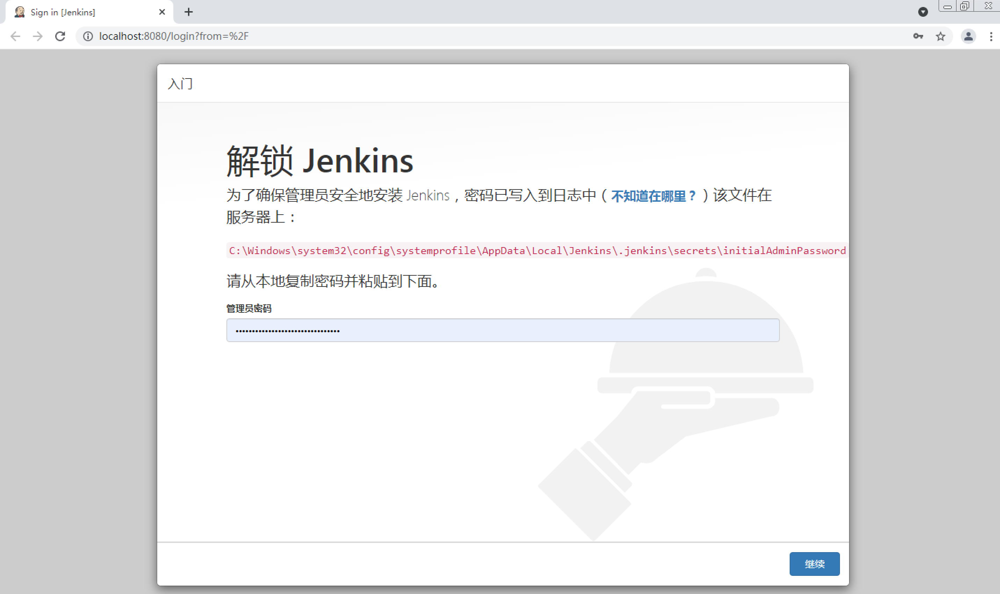 Sign in [Jenkins]
localhost:8080/login?from=%2F
入门
解锁 Jenkins
为了确保管理员安全地安装 Jenkins，密码已写入到日志中（不知道在哪里？）该文件在
服务器上：
C:\Windows\system32\config\systemprofile\AppData\Local\Jenkins\.jenkins\secrets\initialAdminPassword
请从本地复制密码并粘贴到下面。
管理员密码
••••••••••••••••••••••••••••••••
继续